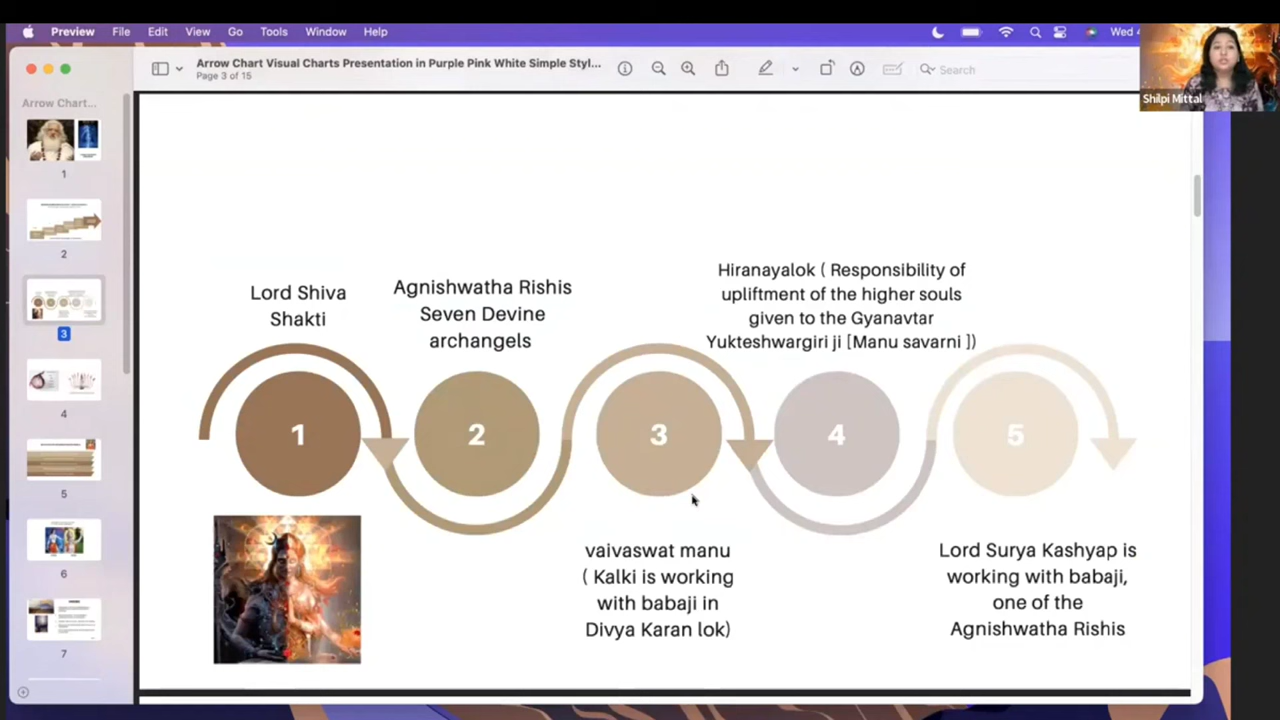 Preview File Edit View Go Tools Window Help
Wed 4
Arrow Chart Visual Charts Presentation in Purple Pink White Simple Styl...
Page 3 of 15
Search
Shilpi Mittal
Arrow Chart...
1
2
3
4
5
6
7
Lord Shiva
Shakti
Agnishwatha Rishis
Seven Devine
archangels
Hiranayalok ( Responsibility of
upliftment of the higher souls
given to the Gyanavtar
Yukteshwargiri ji [Manu savarni ])
1
2
3
4
5
vaivaswat manu
( Kalki is working
with babaji in
Divya Karan lok)
Lord Surya Kashyap is
working with babaji,
one of the
Agnishwatha Rishis